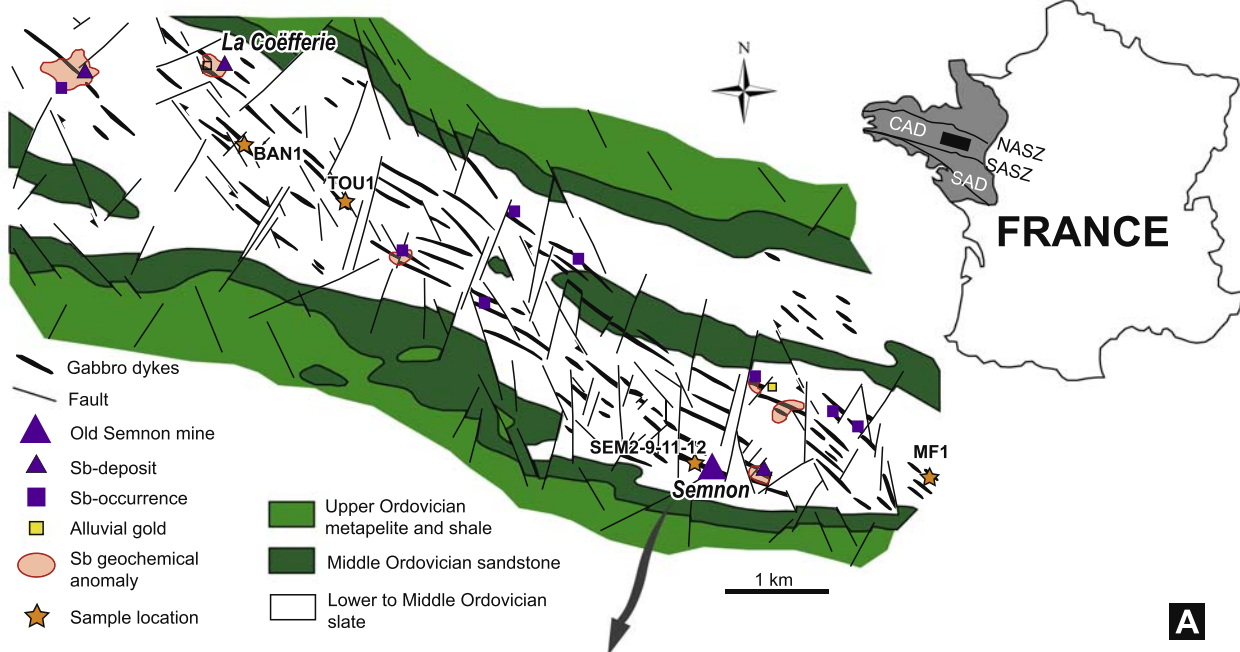 La Coëfferie
N
CAD
NASZ
SASZ
SAD
FRANCE
BAN1
TOU1
SEM2-9-11-12
Semnon
MF1
Gabbro dykes
Fault
Old Semnon mine
Sb-deposit
Sb-occurrence
Alluvial gold
Sb geochemical
anomaly
Sample location
Upper Ordovician
metapelite and shale
Middle Ordovician sandstone
Lower to Middle Ordovician
slate
1 km
A